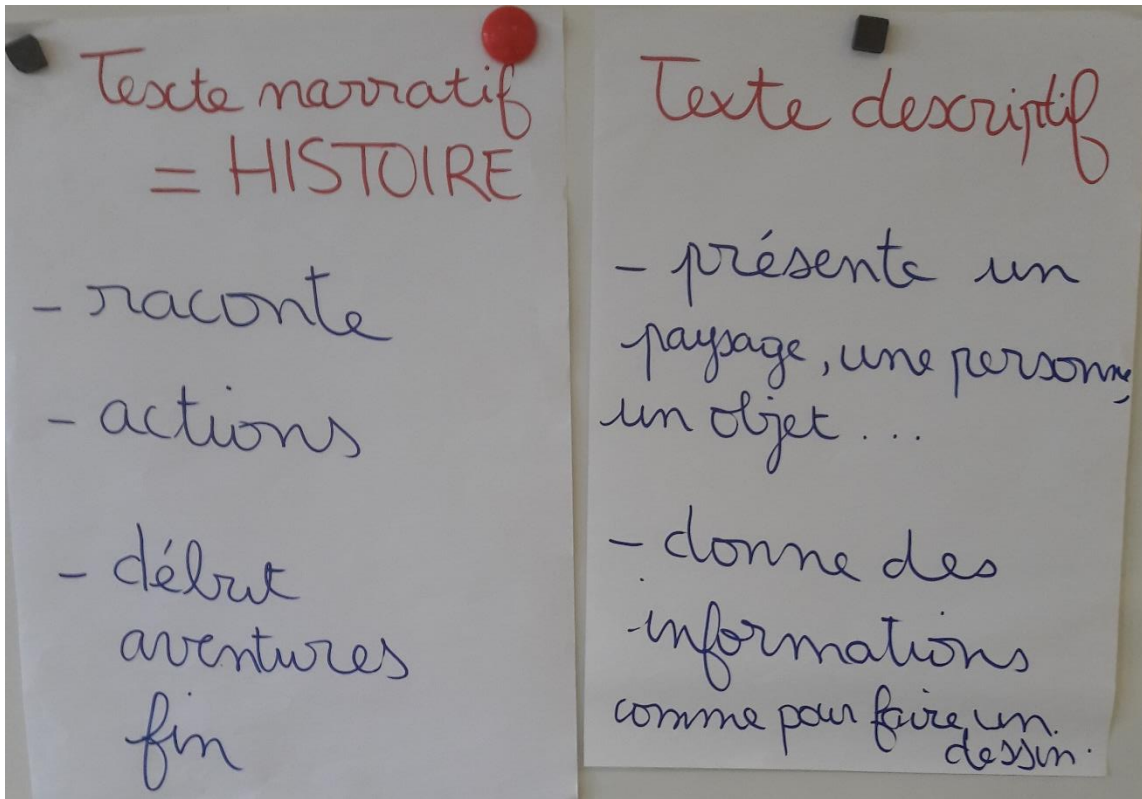 Texte narratif
= HISTOIRE
- raconte
- actions
- début
aventures
fin
Texte descriptif
- présente un
paysage, une personne,
un objet ...
- donne des
informations
comme pour faire un
dessin.